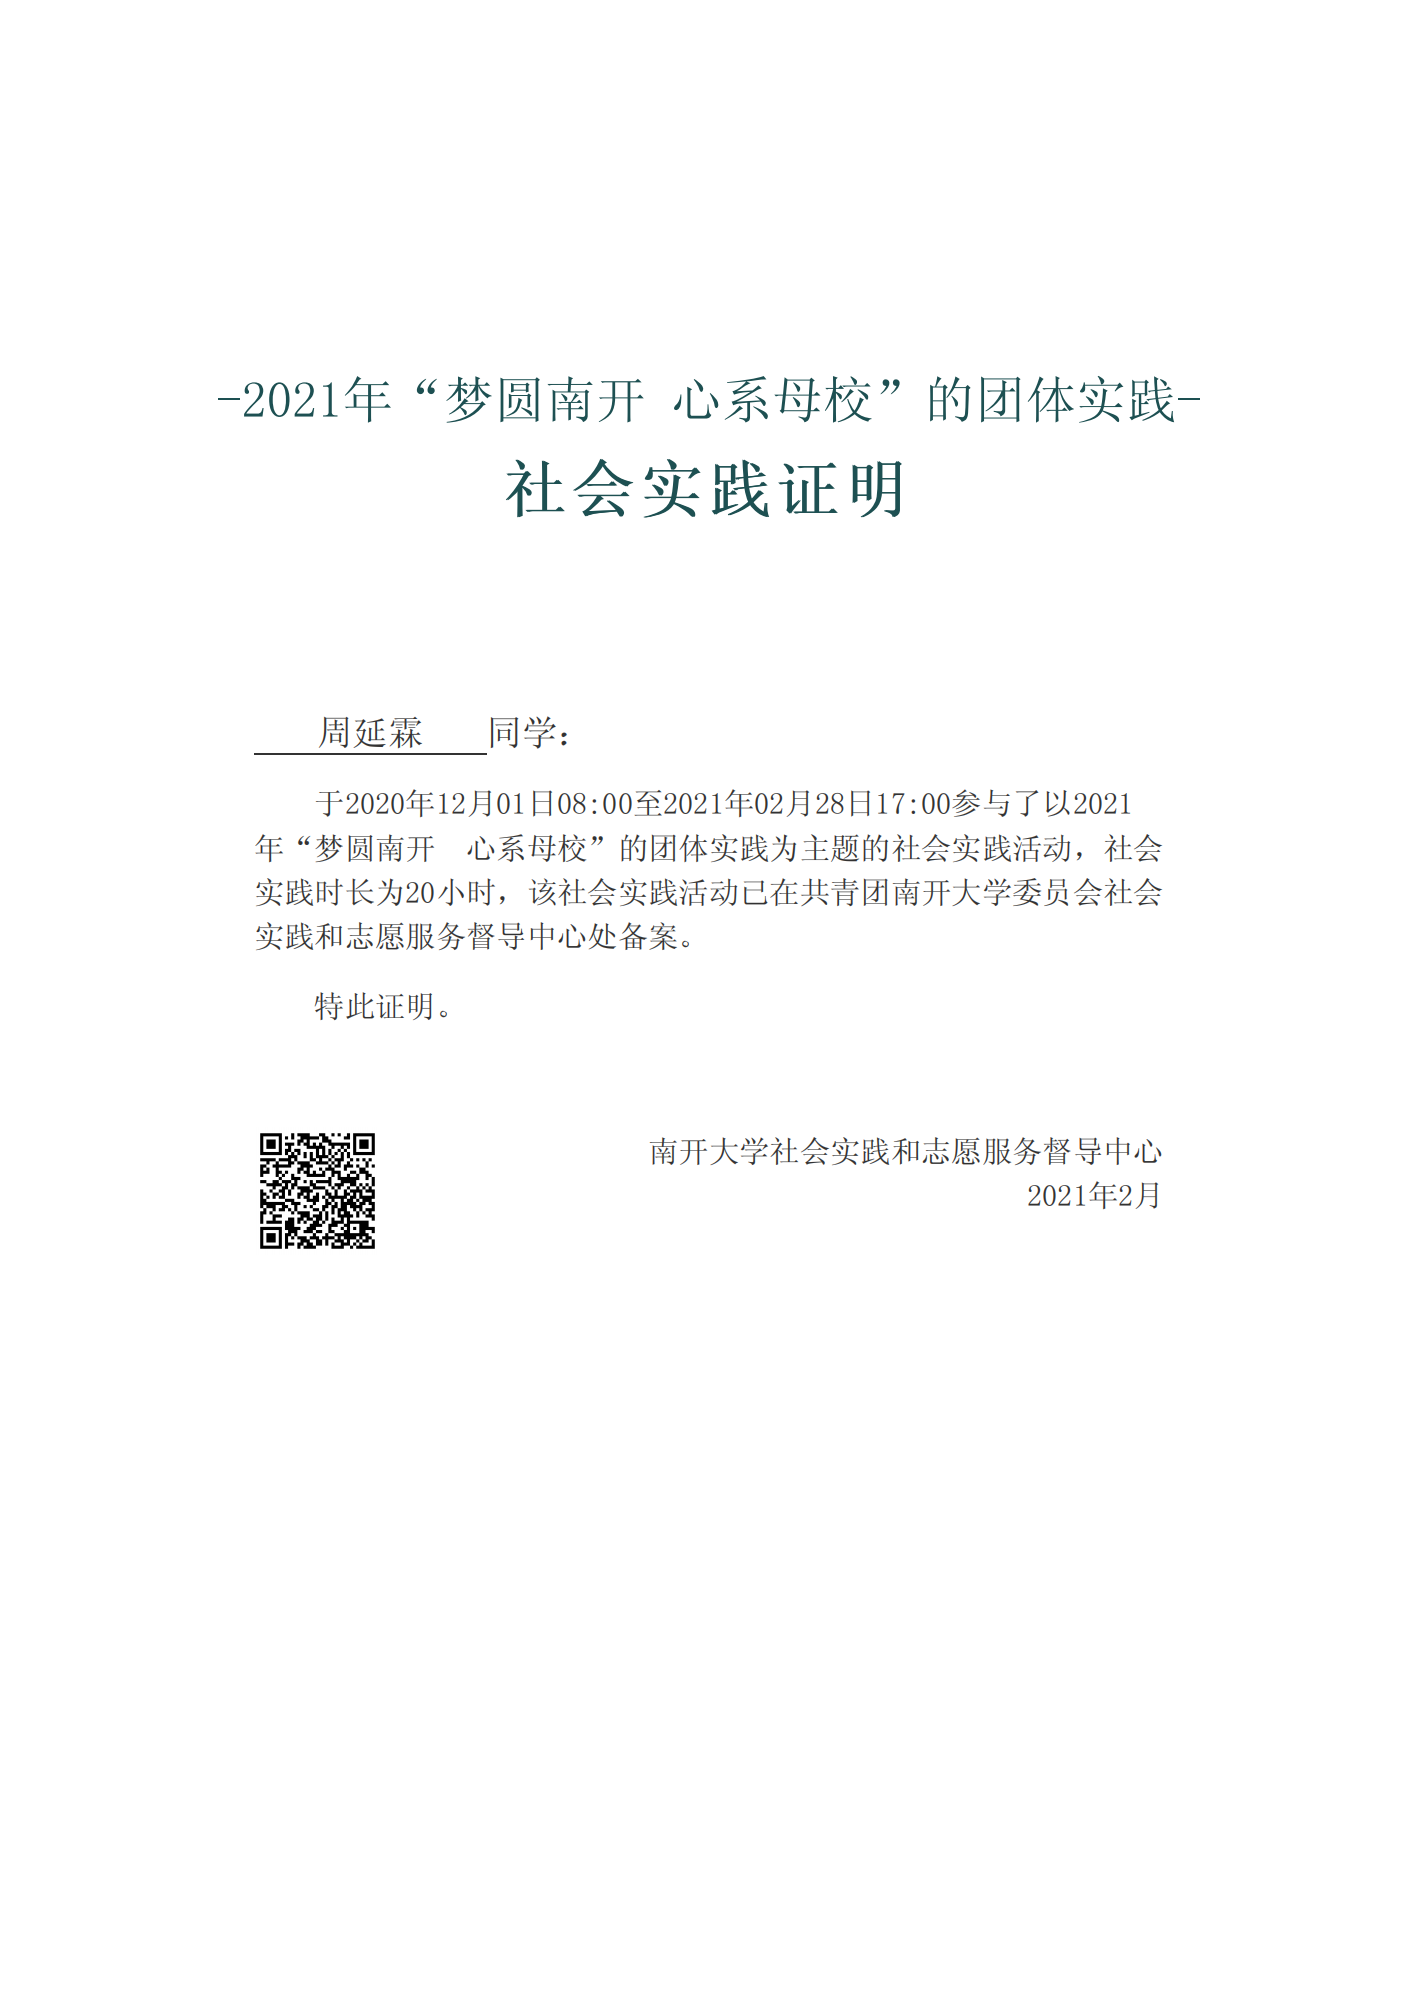 -2021年“梦圆南开 心系母校”的团体实践-
社会实践证明
周延霖 同学：
于2020年12月01日08:00至2021年02月28日17:00参与了以2021
年“梦圆南开 心系母校”的团体实践为主题的社会实践活动，社会
实践时长为20小时，该社会实践活动已在共青团南开大学委员会社会
实践和志愿服务督导中心处备案。
特此证明。
南开大学社会实践和志愿服务督导中心
2021年2月